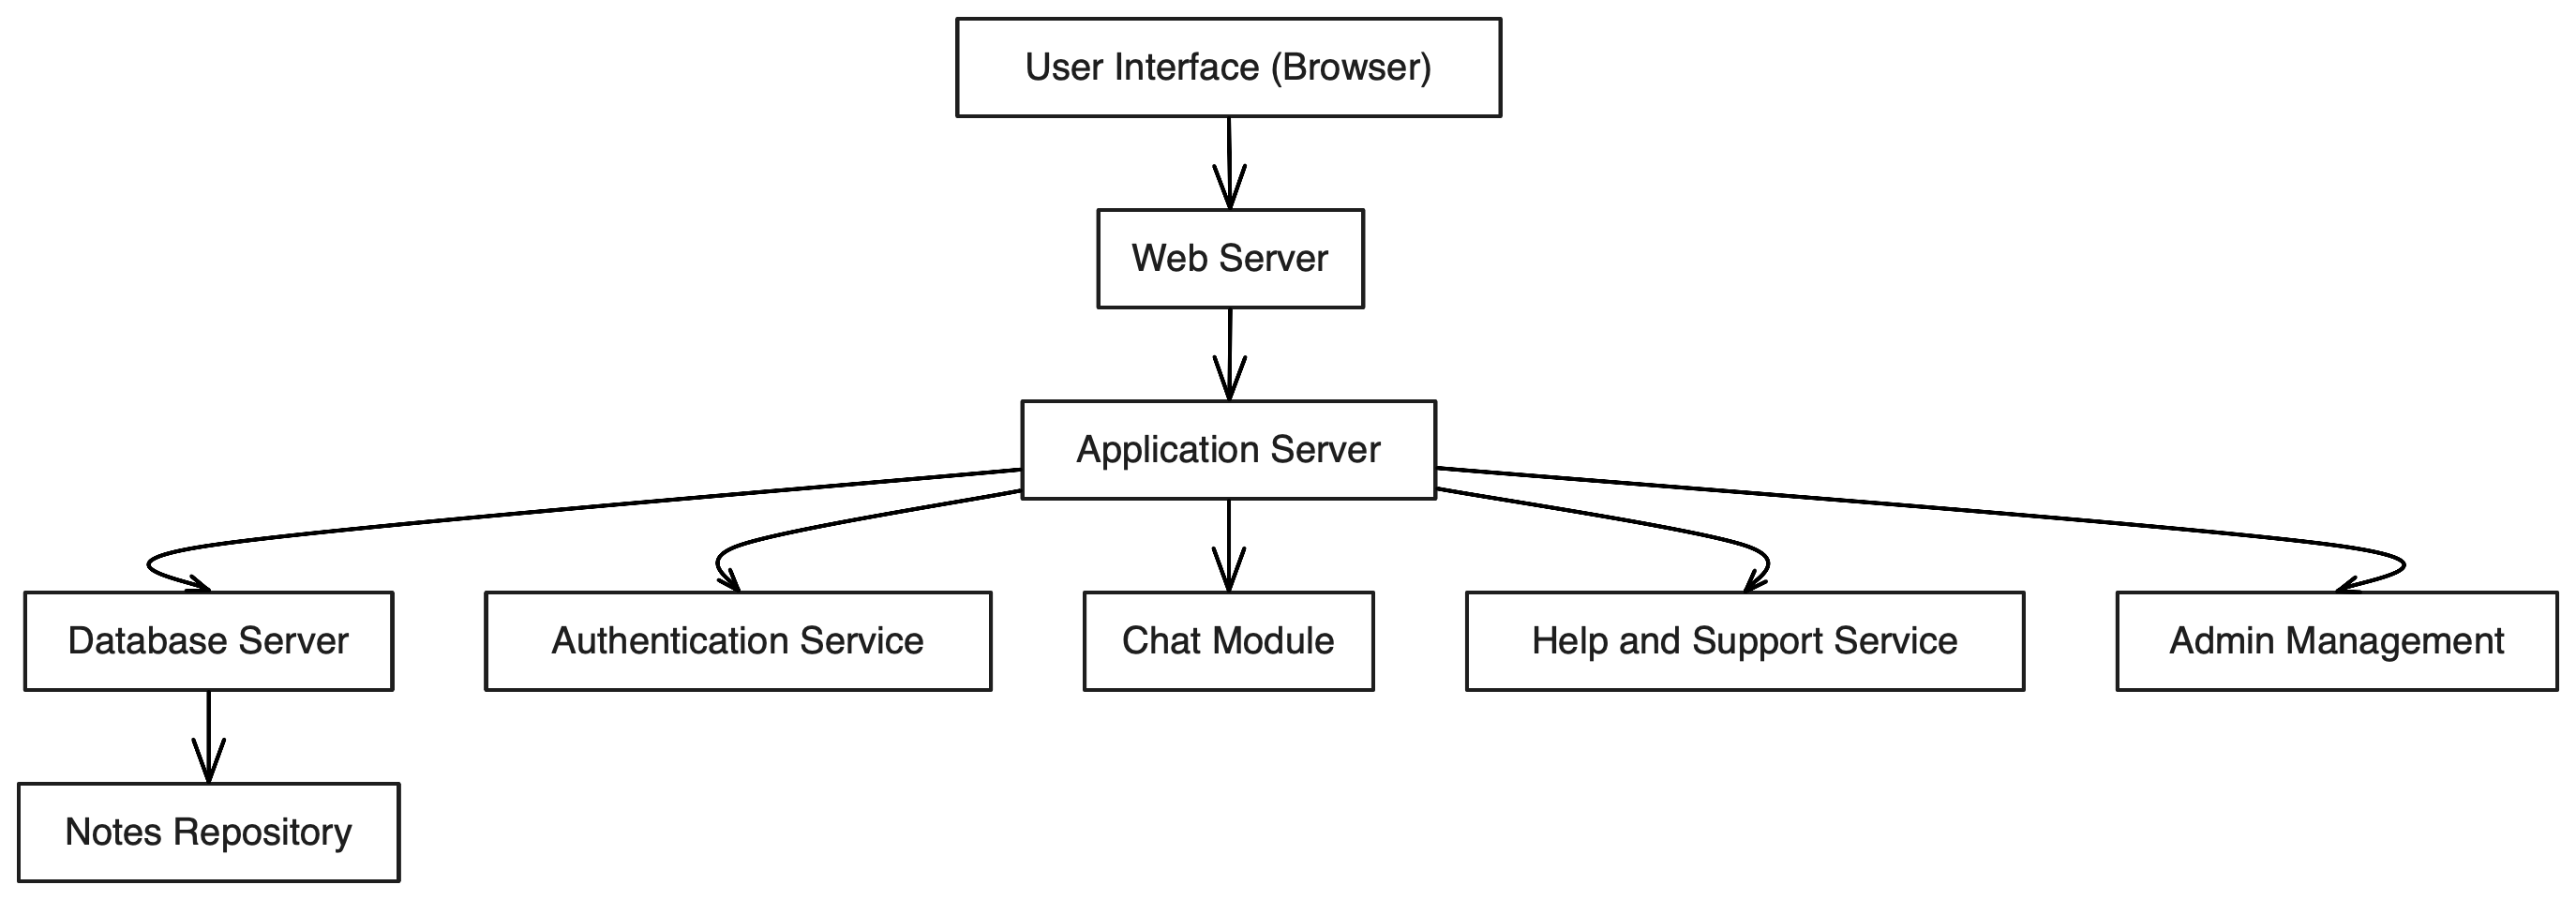 User Interface (Browser)
Web Server
Application Server
Database Server
Authentication Service
Chat Module
Help and Support Service
Admin Management
Notes Repository